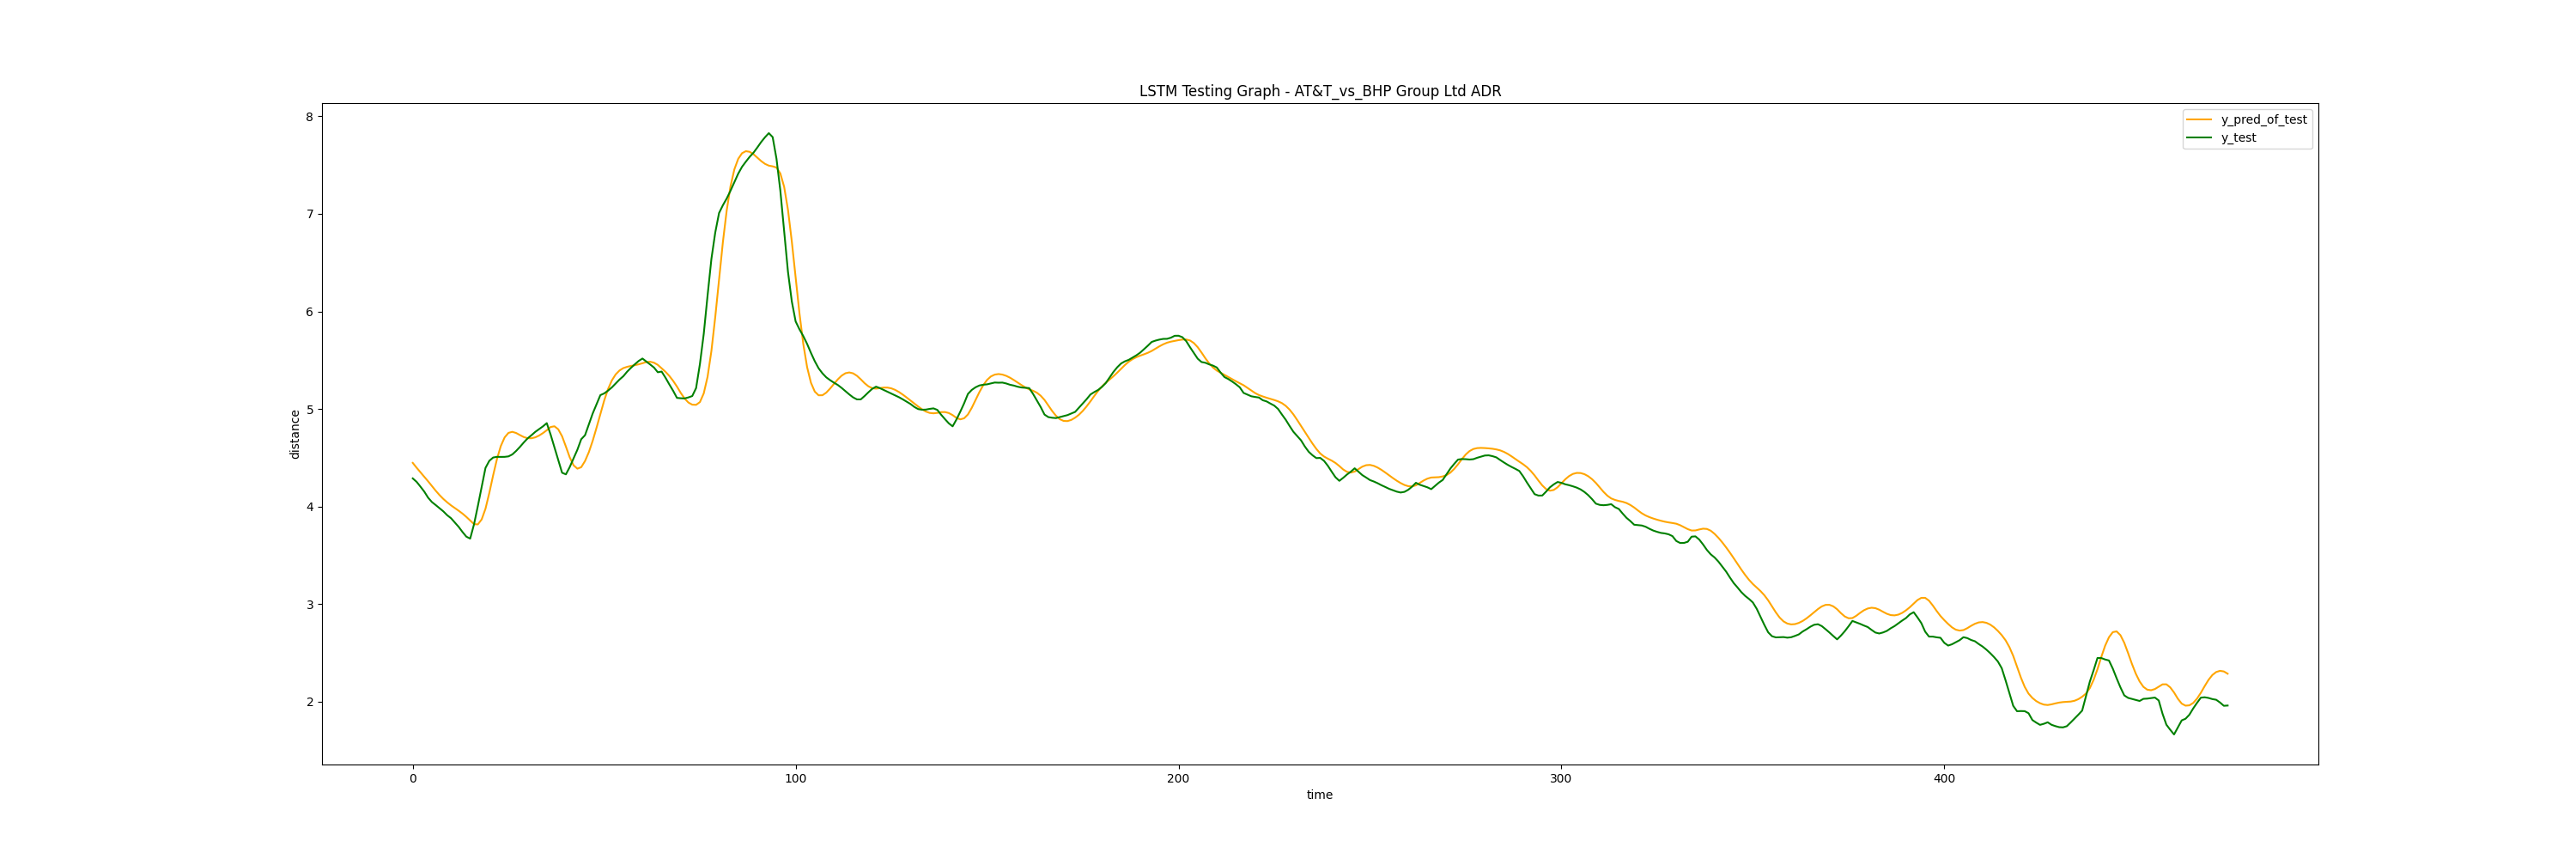 LSTM Testing Graph - AT&T_vs_BHP Group Ltd ADR
y_pred_of_test
y_test
8
7
6
5
4
3
2
distance
0 100 200 300 400
time